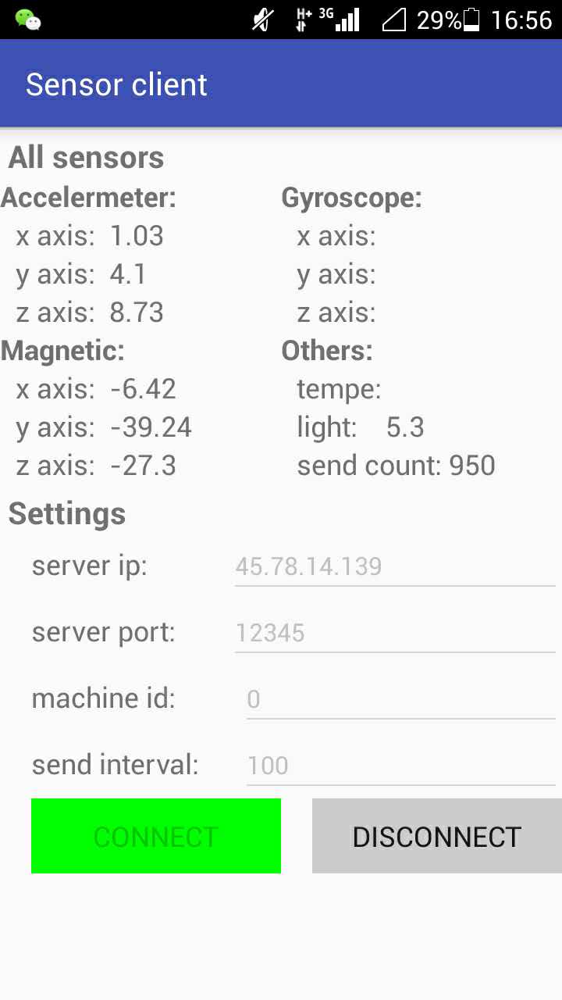 H+ 3G 29% 16:56
Sensor client
All sensors
Accelermeter: Gyroscope:
x axis: 1.03 x axis:
y axis: 4.1 y axis:
z axis: 8.73 z axis:
Magnetic: Others:
x axis: -6.42 tempe:
y axis: -39.24 light: 5.3
z axis: -27.3 send count: 950
Settings
server ip: 45.78.14.139
server port: 12345
machine id: 0
send interval: 100
CONNECT DISCONNECT